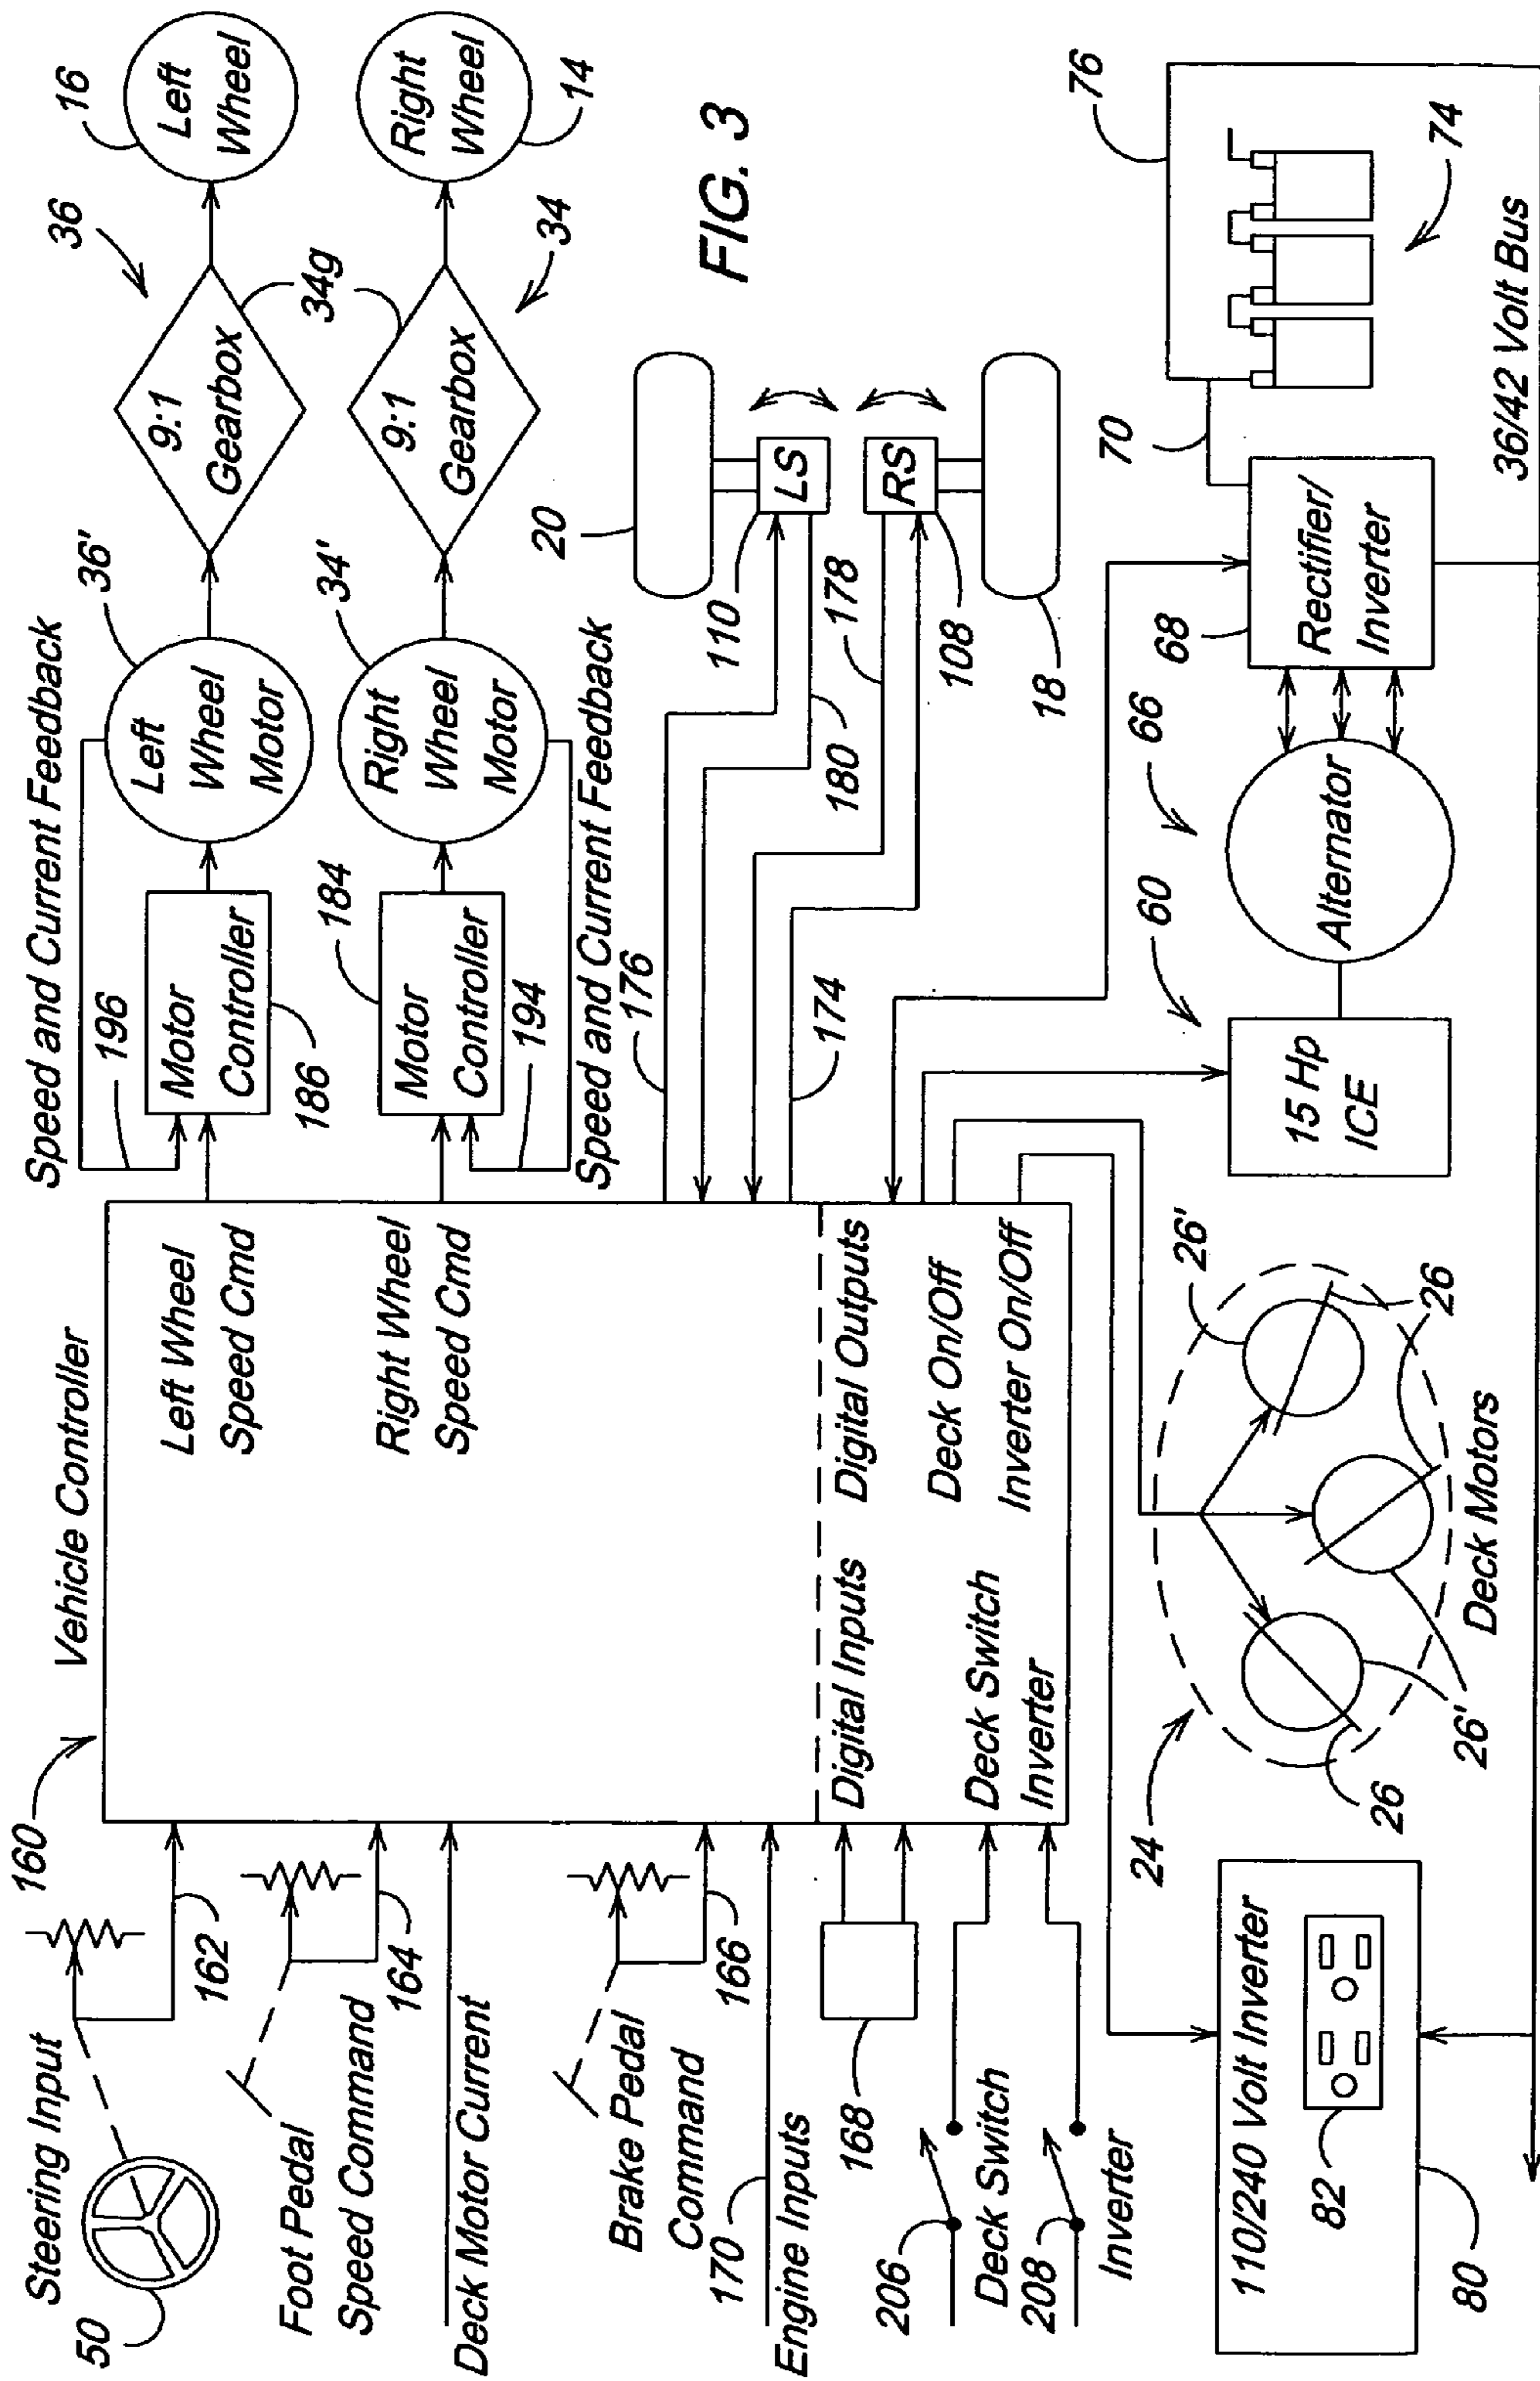 Steering Input
50
162
Foot Pedal
Speed Command
164
Deck Motor Current
Brake Pedal
Command
166
170
Engine Inputs
168
206
Deck Switch
208
Inverter
160
Vehicle Controller
Left Wheel
Speed Cmd
Right Wheel
Speed Cmd
Digital Inputs
Digital Outputs
Deck Switch
Deck On/Off
Inverter
Inverter On/Off
Speed and Current Feedback
196
Motor
Controller
186
Left
Wheel
Motor
36'
9:1
Gearbox
36
34g
Left
Wheel
16
184
Motor
Controller
194
Right
Wheel
Motor
34'
9:1
Gearbox
34
Right
Wheel
14
Speed and Current Feedback
176
174
180
178
110
LS
20
RS
108
18
FIG. 3
110/240 Volt Inverter
82
80
24
26'
26
26
26'
Deck Motors
60
15 Hp
ICE
66
Alternator
68
Rectifier/
Inverter
70
76
74
36/42 Volt Bus